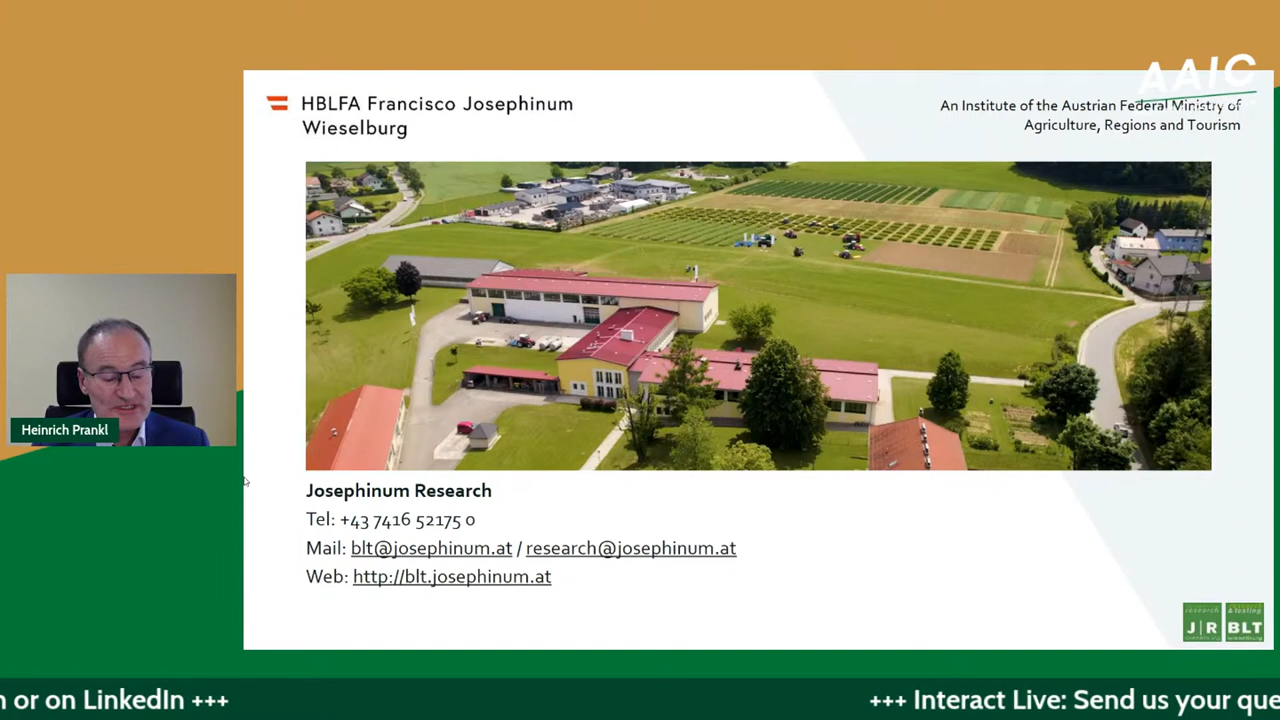 HBLFA Francisco Josephinum
Wieselburg
AAIC
An Institute of the Austrian Federal Ministry of
Agriculture, Regions and Tourism
Heinrich Prankl
Josephinum Research
Tel: +43 7416 52175 0
Mail: blt@josephinum.at / research@josephinum.at
Web: http://blt.josephinum.at
research & testing
J|R BLT
n or on LinkedIn +++
+++ Interact Live: Send us your que